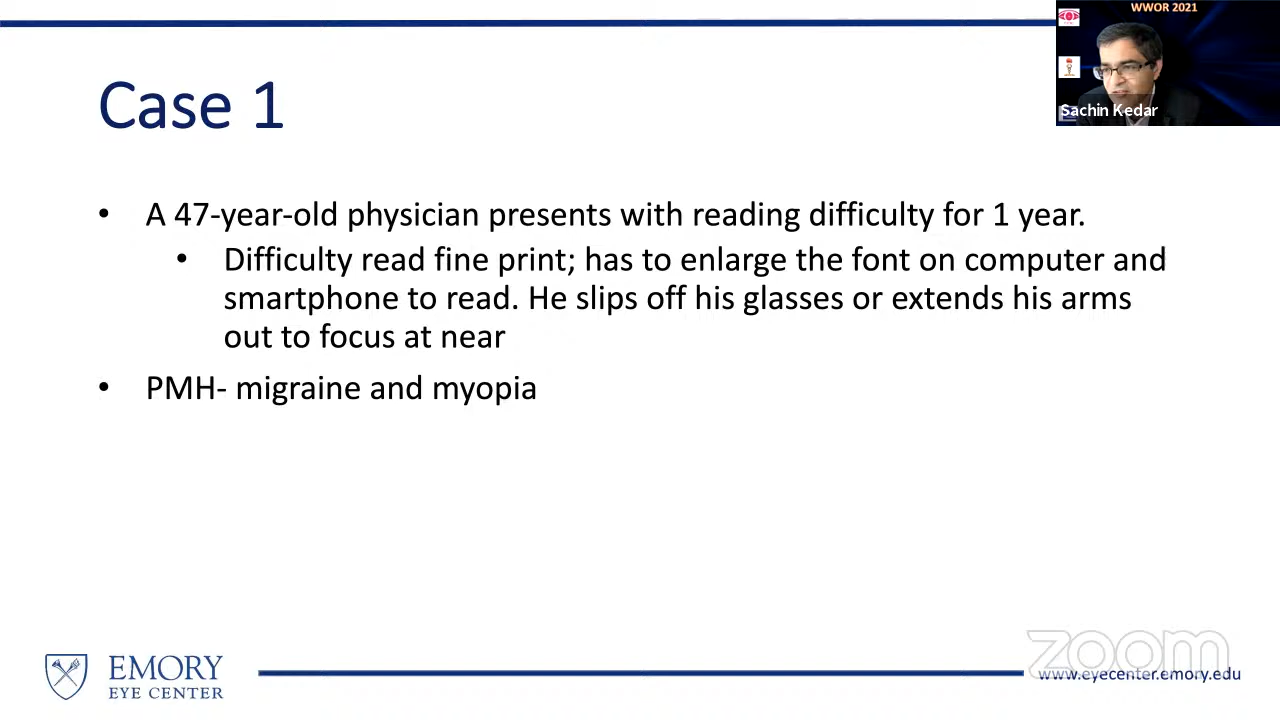 WWOR 2021
Sachin Kedar
Case 1
• A 47-year-old physician presents with reading difficulty for 1 year.
• Difficulty read fine print; has to enlarge the font on computer and
smartphone to read. He slips off his glasses or extends his arms
out to focus at near
• PMH- migraine and myopia
EMORY
EYE CENTER
zoom
www.eyecenter.emory.edu